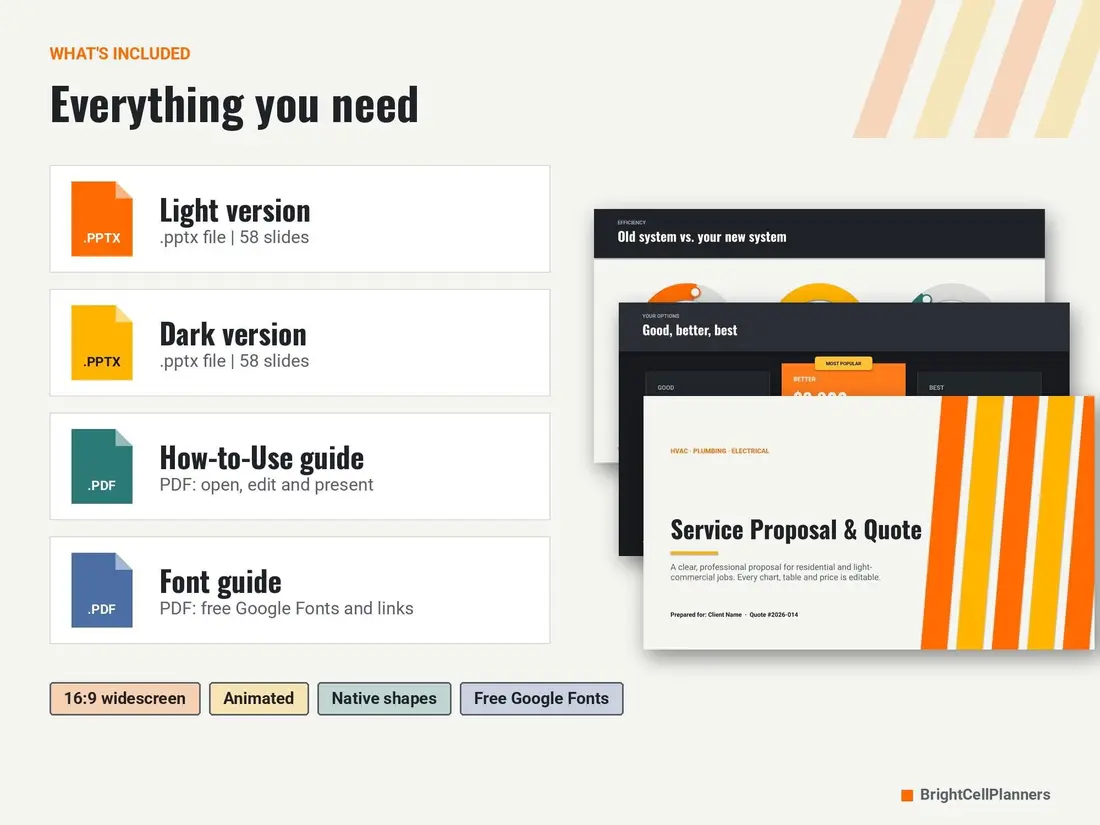 WHAT'S INCLUDED
Everything you need
.PPTX
Light version
.pptx file | 58 slides
.PPTX
Dark version
.pptx file | 58 slides
.PDF
How-to-Use guide
PDF: open, edit and present
.PDF
Font guide
PDF: free Google Fonts and links
16:9 widescreen
Animated
Native shapes
Free Google Fonts
EFFICIENCY
Old system vs. your new system
YOUR OPTIONS
Good, better, best
MOST POPULAR
GOOD
BETTER
BEST
HVAC · PLUMBING · ELECTRICAL
Service Proposal & Quote
A clear, professional proposal for residential and light-
commercial jobs. Every chart, table and price is editable.
Prepared for: Client Name · Quote #2026-014
BrightCellPlanners